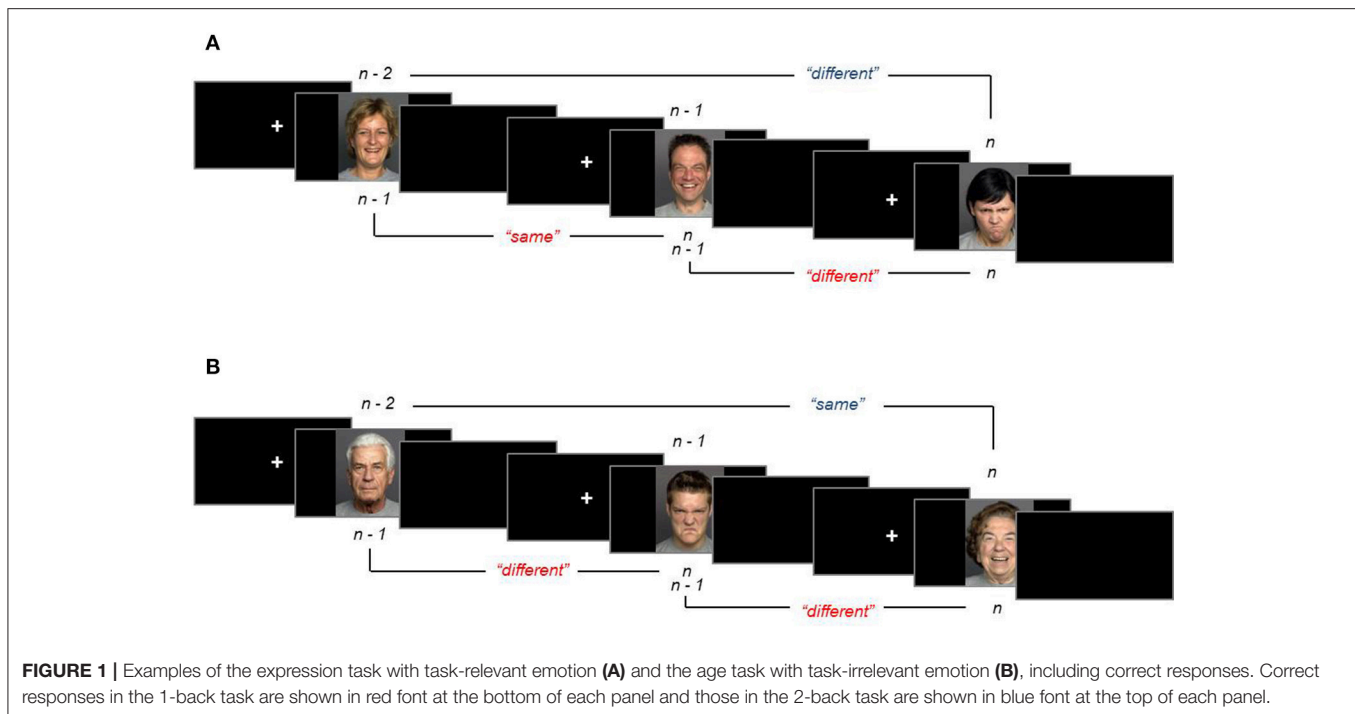 A
n - 2
"different"
n - 1
n
+
+
+
n - 1
"same"
n
n - 1
"different"
n
B
n - 2
"same"
n - 1
n
+
+
+
n - 1
"different"
n
n - 1
"different"
n
FIGURE 1 | Examples of the expression task with task-relevant emotion (A) and the age task with task-irrelevant emotion (B), including correct responses. Correct
responses in the 1-back task are shown in red font at the bottom of each panel and those in the 2-back task are shown in blue font at the top of each panel.